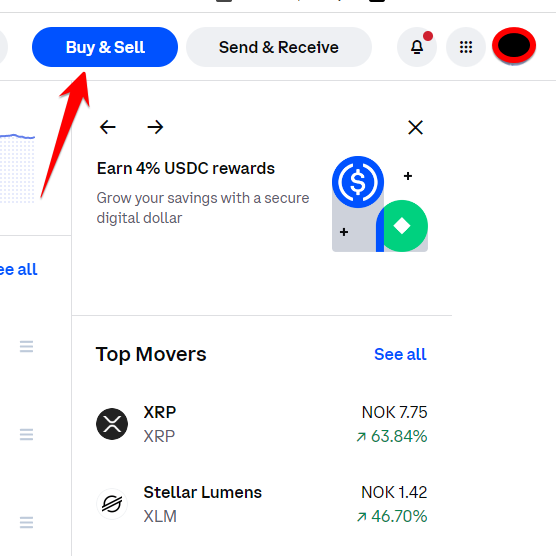 Buy & Sell
Send & Receive
Earn 4% USDC rewards
Grow your savings with a secure
digital dollar
ee all
Top Movers
See all
XRP
NOK 7.75
XRP
↗ 63.84%
Stellar Lumens
NOK 1.42
XLM
↗ 46.70%